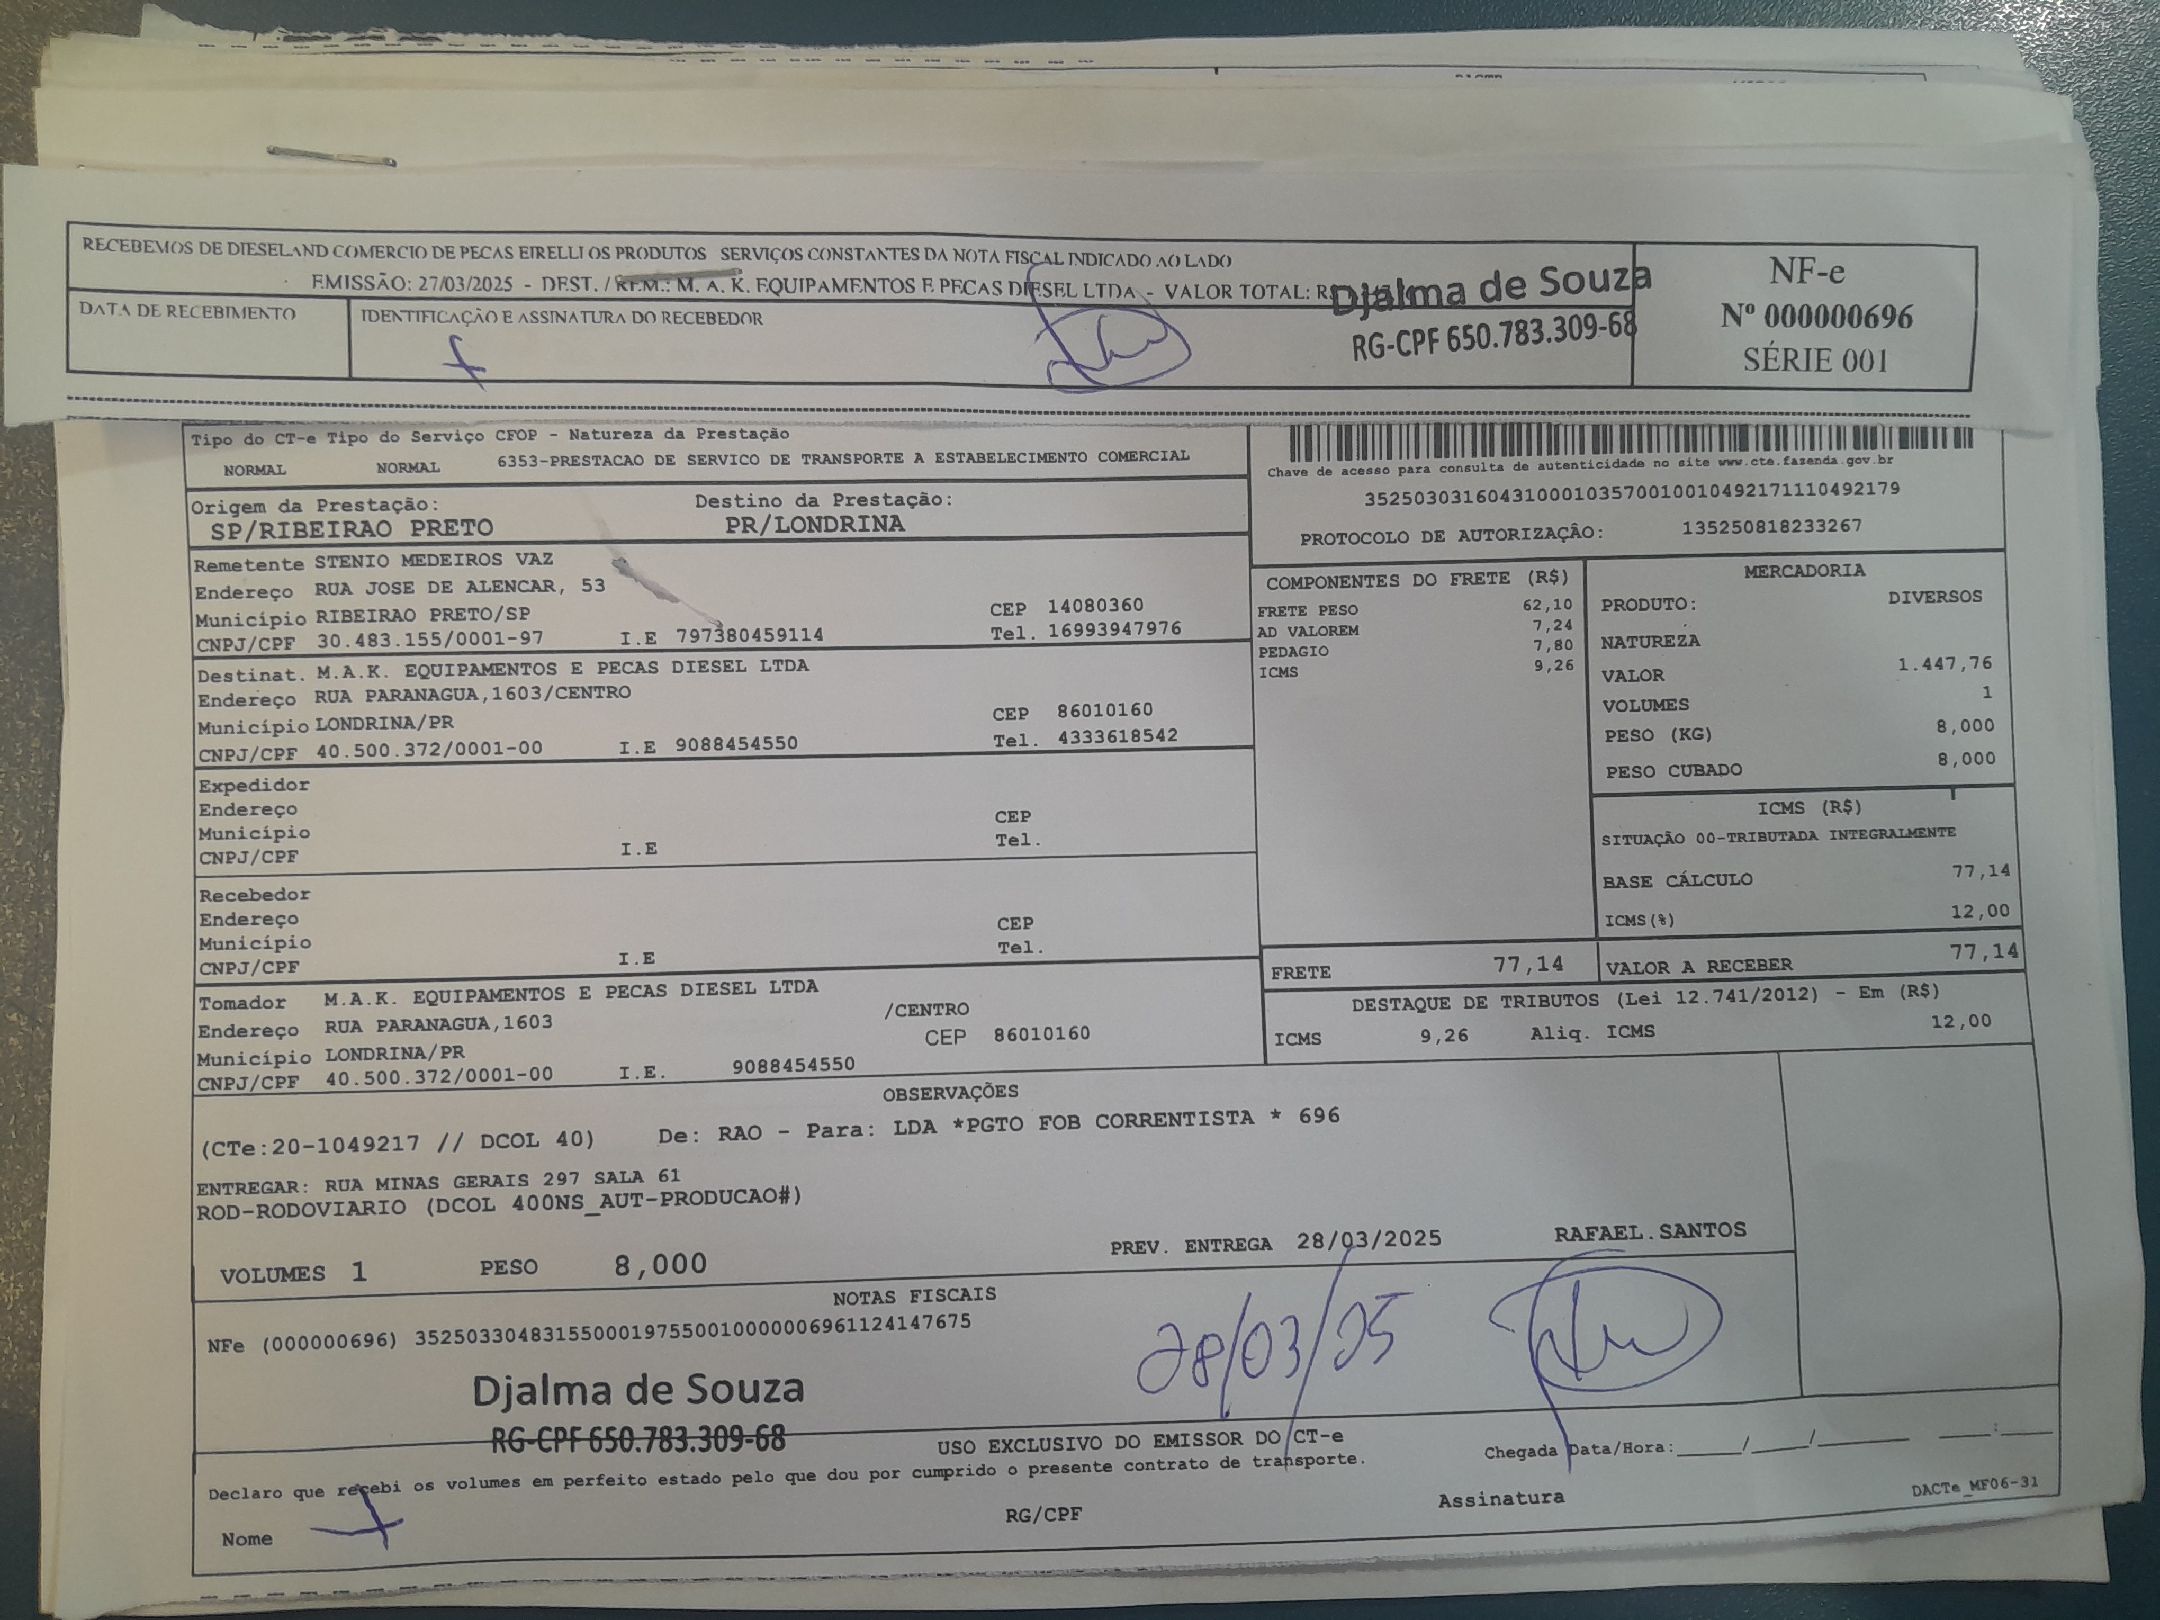 RECEBEMOS DE DIESELAND COMERCIO DE PECAS EIRELLI OS PRODUTOS SERVIÇOS CONSTANTES DA NOTA FISCAL INDICADO AO LADO
EMISSÃO: 27/03/2025 - DEST. / REM.: M. A. K. EQUIPAMENTOS E PECAS DIESEL LTDA - VALOR TOTAL:
DATA DE RECEBIMENTO
IDENTIFICAÇÃO E ASSINATURA DO RECEBEDOR
Djalma de Souza
RG-CPF 650.783.309-68
NF-e
Nº 000000696
SÉRIE 001
Tipo do CT-e Tipo do Serviço CFOP - Natureza da Prestação
NORMAL NORMAL 6353-PRESTACAO DE SERVICO DE TRANSPORTE A ESTABELECIMENTO COMERCIAL
Chave de acesso para consulta de autenticidade no site www.cte.fazenda.gov.br
35250303160431000103570010010492171110492179
PROTOCOLO DE AUTORIZAÇÂO: 135250818233267
Origem da Prestação: Destino da Prestação:
SP/RIBEIRAO PRETO PR/LONDRINA
Remetente STENIO MEDEIROS VAZ
Endereço RUA JOSE DE ALENCAR, 53
Município RIBEIRAO PRETO/SP CEP 14080360
CNPJ/CPF 30.483.155/0001-97 I.E 797380459114 Tel. 16993947976
Destinat. M.A.K. EQUIPAMENTOS E PECAS DIESEL LTDA
Endereço RUA PARANAGUA,1603/CENTRO
Município LONDRINA/PR CEP 86010160
CNPJ/CPF 40.500.372/0001-00 I.E 9088454550 Tel. 4333618542
Expedidor
Endereço CEP
Município Tel.
CNPJ/CPF I.E
Recebedor
Endereço CEP
Município Tel.
CNPJ/CPF I.E
Tomador M.A.K. EQUIPAMENTOS E PECAS DIESEL LTDA
Endereço RUA PARANAGUA,1603 /CENTRO
Município LONDRINA/PR CEP 86010160
CNPJ/CPF 40.500.372/0001-00 I.E. 9088454550
COMPONENTES DO FRETE (R$)
FRETE PESO 62,10
AD VALOREM 7,24
PEDAGIO 7,80
ICMS 9,26
MERCADORIA
PRODUTO: DIVERSOS
NATUREZA
VALOR 1.447,76
VOLUMES 1
PESO (KG) 8,000
PESO CUBADO 8,000
ICMS (R$)
SITUAÇÃO 00-TRIBUTADA INTEGRALMENTE
BASE CÁLCULO 77,14
ICMS(%) 12,00
FRETE 77,14 VALOR A RECEBER 77,14
DESTAQUE DE TRIBUTOS (Lei 12.741/2012) - Em (R$)
ICMS 9,26 Aliq. ICMS 12,00
OBSERVAÇÕES
(CTe:20-1049217 // DCOL 40) De: RAO - Para: LDA *PGTO FOB CORRENTISTA * 696
ENTREGAR: RUA MINAS GERAIS 297 SALA 61
ROD-RODOVIARIO (DCOL 400NS_AUT-PRODUCAO#)
VOLUMES 1 PESO 8,000 PREV. ENTREGA 28/03/2025 RAFAEL.SANTOS
NOTAS FISCAIS
NFe (000000696) 35250330483155000197550010000006961124147675
28/03/25
Djalma de Souza
RG-CPF 650.783.309-68
USO EXCLUSIVO DO EMISSOR DO CT-e
Chegada Data/Hora:_____/_____/________ ____:____
Declaro que recebi os volumes em perfeito estado pelo que dou por cumprido o presente contrato de transporte.
Nome RG/CPF Assinatura
DACTe_MF06-31